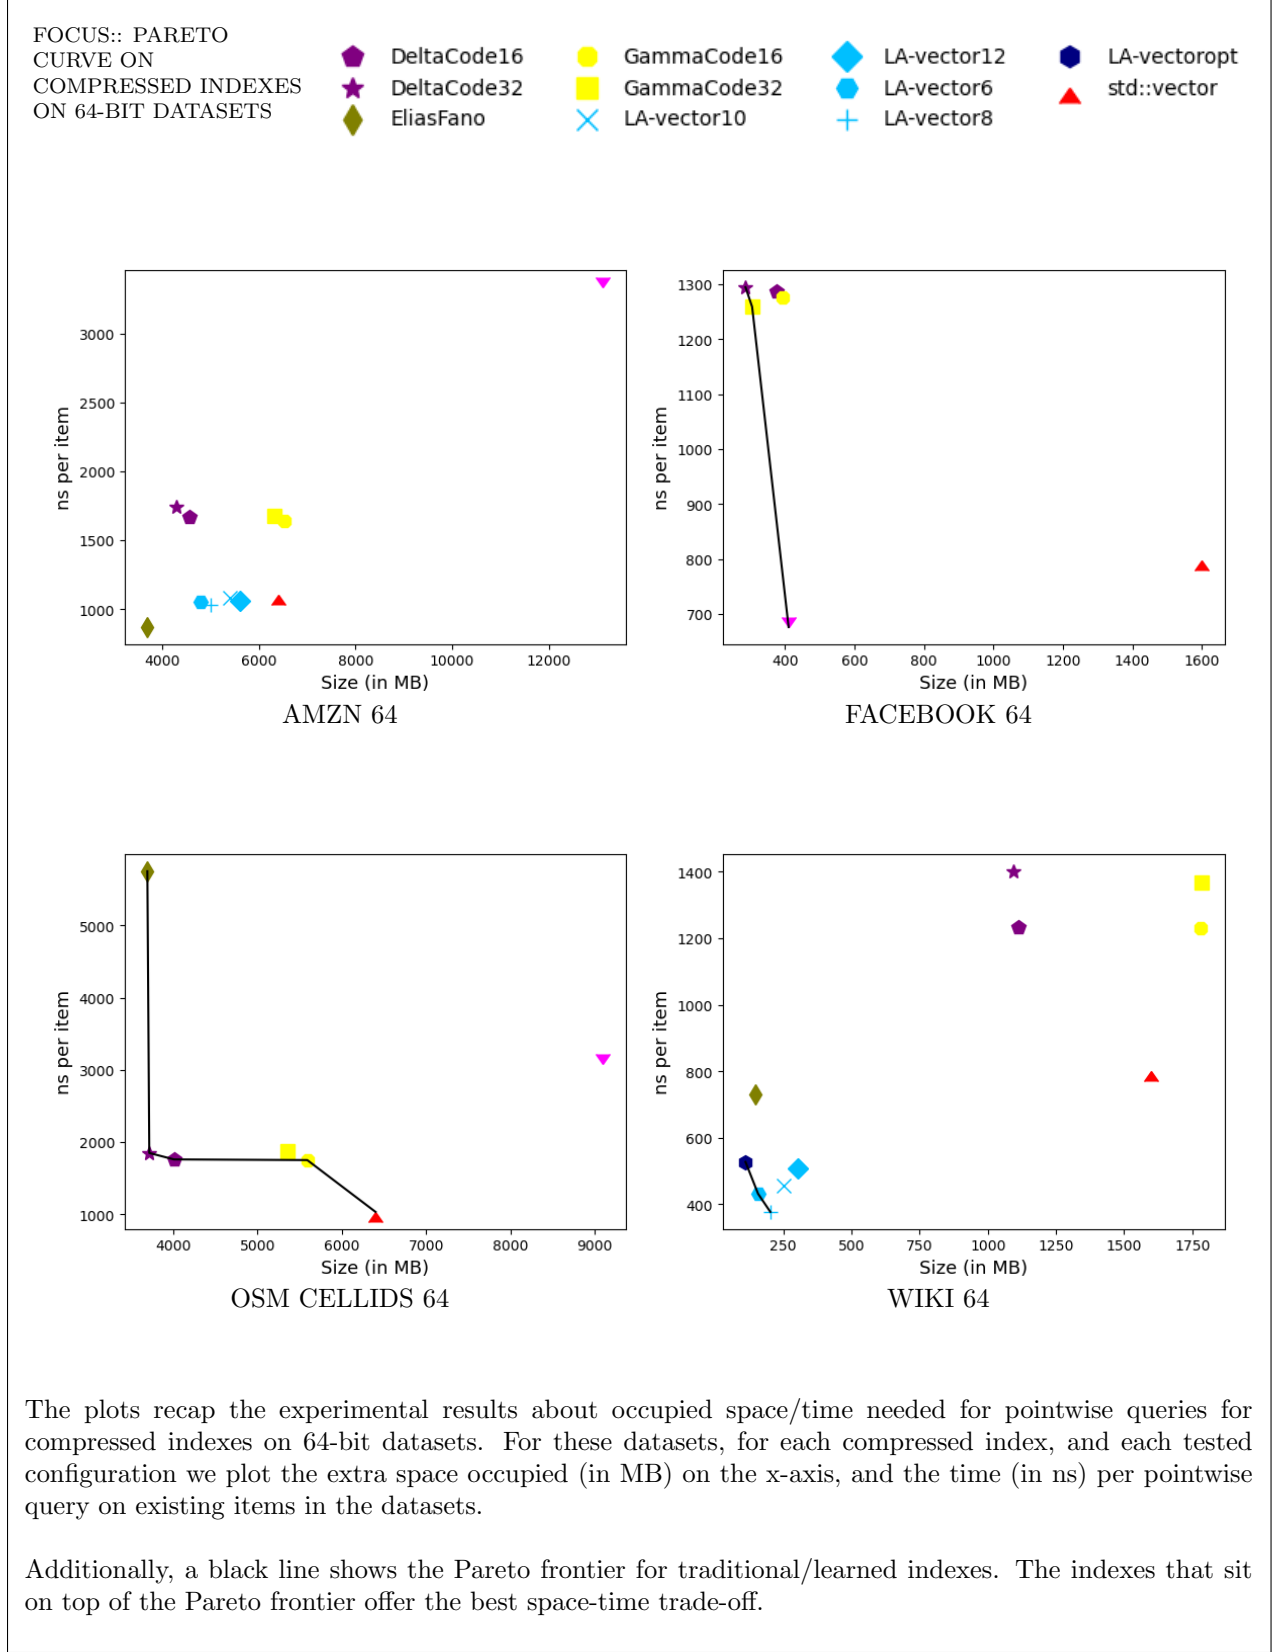 FOCUS:: PARETO
CURVE ON
COMPRESSED INDEXES
ON 64-BIT DATASETS
DeltaCode16
GammaCode16
LA-vector12
LA-vectoropt
DeltaCode32
GammaCode32
LA-vector6
std::vector
EliasFano
LA-vector10
LA-vector8
3000
2500
2000
1500
1000
ns per item
4000 6000 8000 10000 12000
Size (in MB)
AMZN 64
1300
1200
1100
1000
900
800
700
ns per item
400 600 800 1000 1200 1400 1600
Size (in MB)
FACEBOOK 64
5000
4000
3000
2000
1000
ns per item
4000 5000 6000 7000 8000 9000
Size (in MB)
OSM CELLIDS 64
1400
1200
1000
800
600
400
ns per item
250 500 750 1000 1250 1500 1750
Size (in MB)
WIKI 64
The plots recap the experimental results about occupied space/time needed for pointwise queries for
compressed indexes on 64-bit datasets. For these datasets, for each compressed index, and each tested
configuration we plot the extra space occupied (in MB) on the x-axis, and the time (in ns) per pointwise
query on existing items in the datasets.
Additionally, a black line shows the Pareto frontier for traditional/learned indexes. The indexes that sit
on top of the Pareto frontier offer the best space-time trade-off.